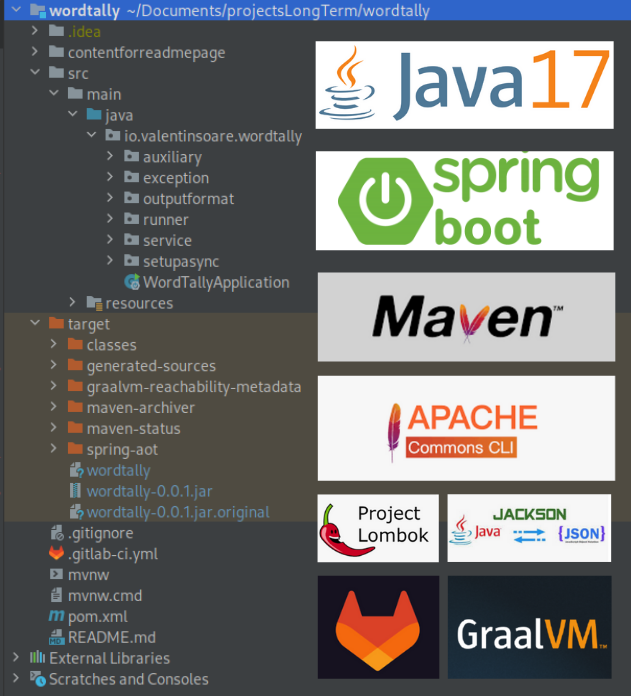 wordtally ~/Documents/projectsLongTerm/wordtally
.idea
contentforreadmepage
src
main
java
io.valentinsoare.wordtally
auxiliary
exception
outputformat
runner
service
setupasync
WordTallyApplication
resources
target
classes
generated-sources
graalvm-reachability-metadata
maven-archiver
maven-status
spring-aot
wordtally
wordtally-0.0.1.jar
wordtally-0.0.1.jar.original
.gitignore
.gitlab-ci.yml
mvnw
mvnw.cmd
pom.xml
README.md
External Libraries
Scratches and Consoles
Java17
spring
boot
Maven™
APACHE
Commons CLI
Project
Lombok
JACKSON
Java
{JSON}
GraalVM™